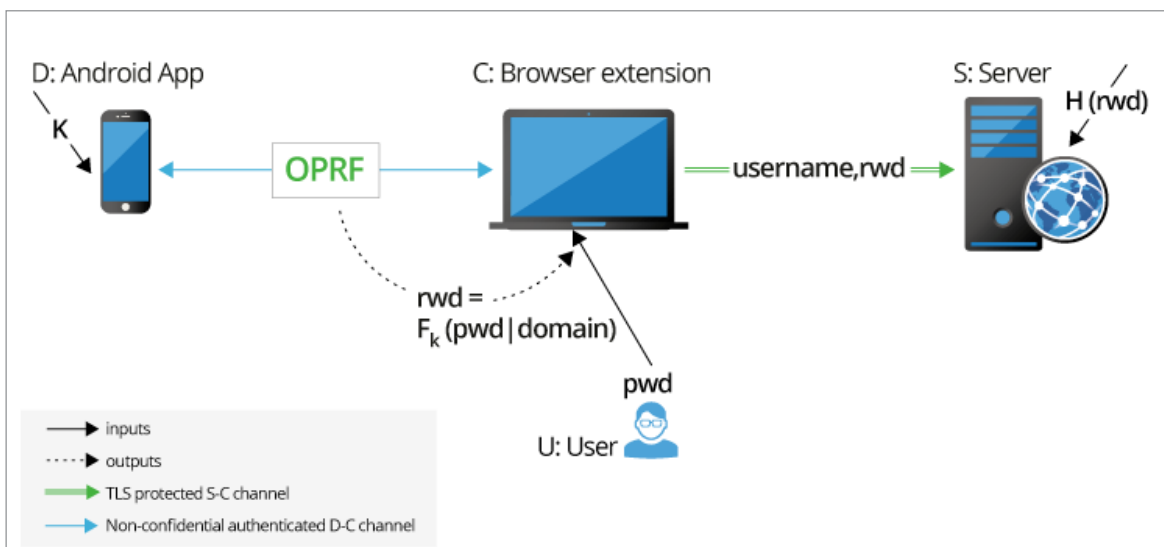 D: Android App
C: Browser extension
S: Server
K
H (rwd)
OPRF
username,rwd
rwd =
Fₖ (pwd|domain)
pwd
U: User
inputs
outputs
TLS protected S-C channel
Non-confidential authenticated D-C channel